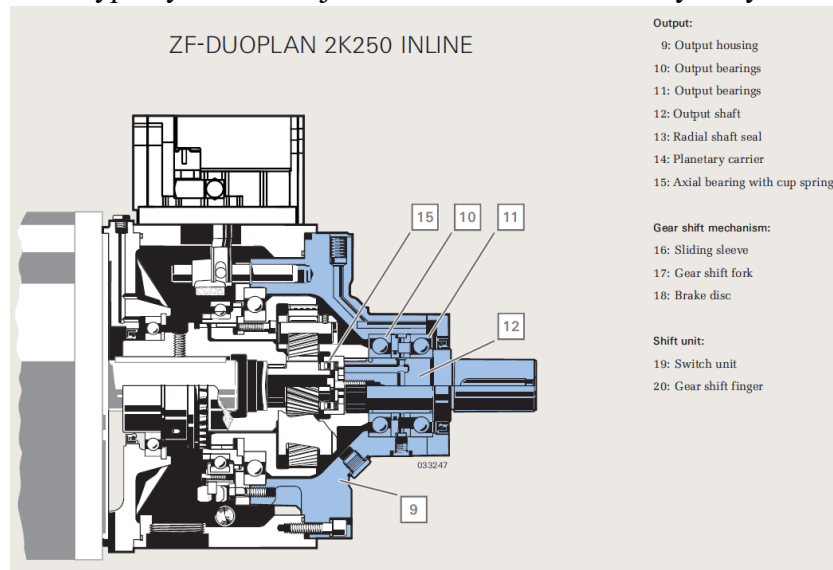 ZF-DUOPLAN 2K250 INLINE
Output:
9: Output housing
10: Output bearings
11: Output bearings
12: Output shaft
13: Radial shaft seal
14: Planetary carrier
15: Axial bearing with cup spring
Gear shift mechanism:
16: Sliding sleeve
17: Gear shift fork
18: Brake disc
Shift unit:
19: Switch unit
20: Gear shift finger
15
10
11
12
033247
9